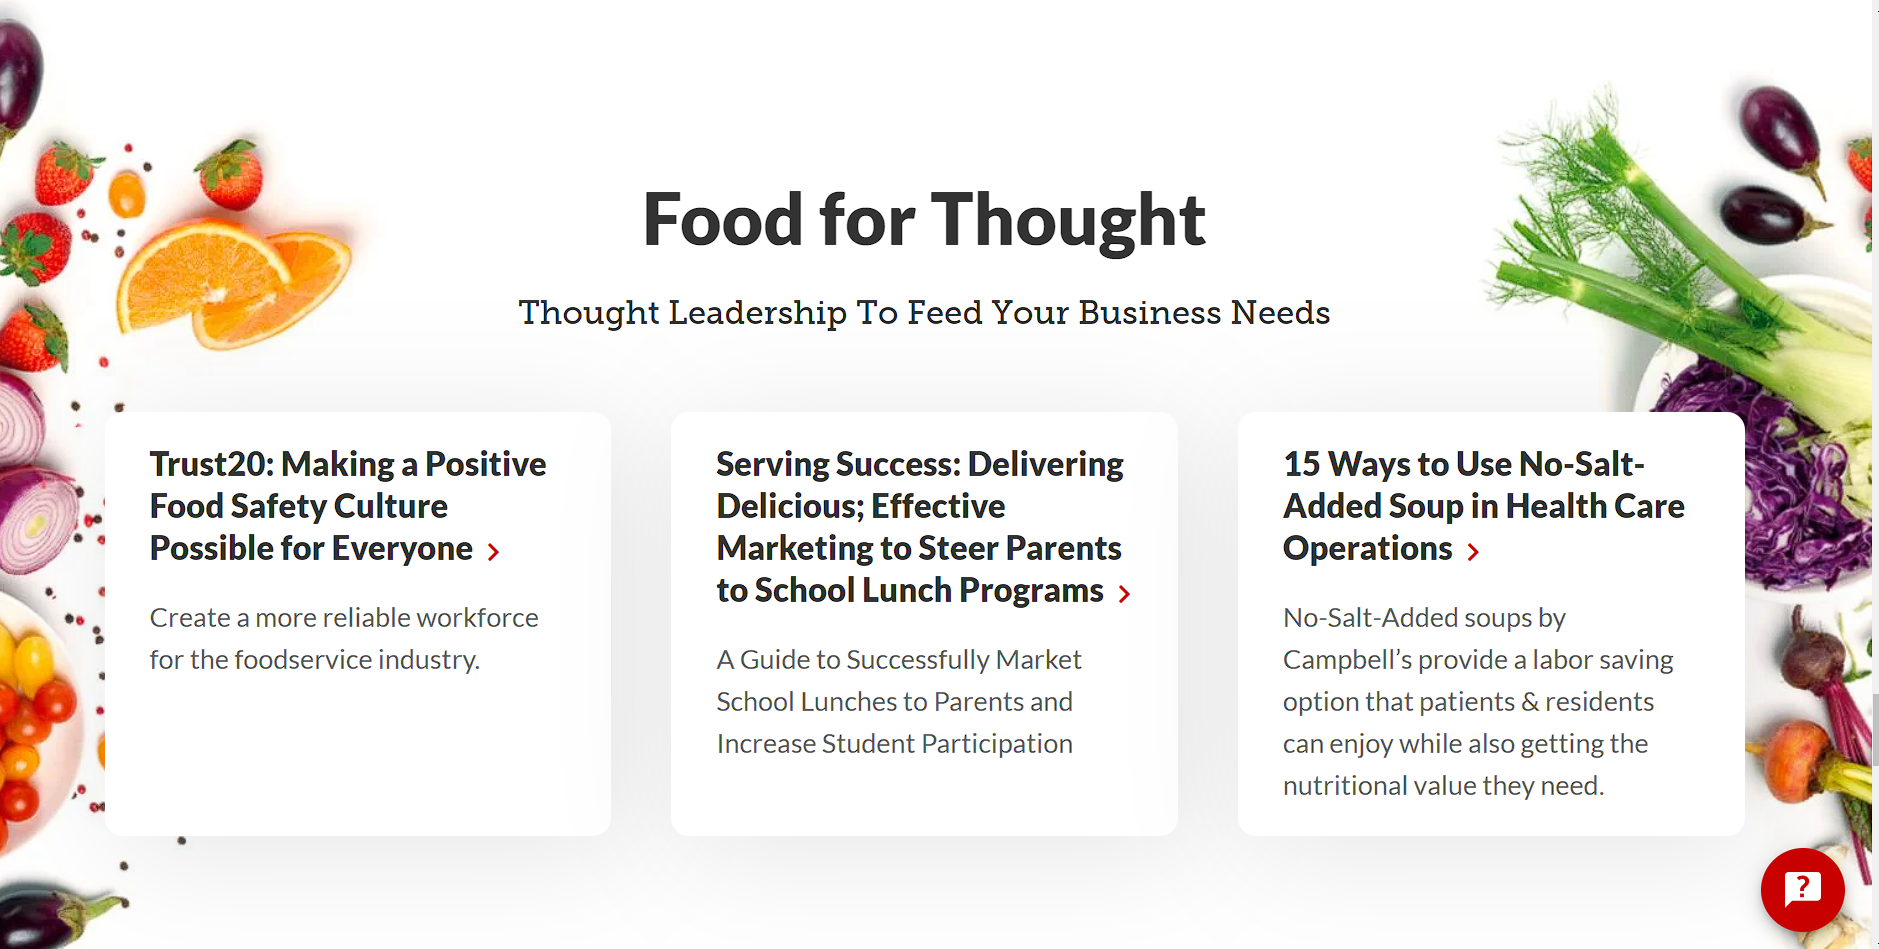 Food for Thought
Thought Leadership To Feed Your Business Needs
Trust20: Making a Positive
Food Safety Culture
Possible for Everyone
Create a more reliable workforce
for the foodservice industry.
Serving Success: Delivering
Delicious; Effective
Marketing to Steer Parents
to School Lunch Programs
A Guide to Successfully Market
School Lunches to Parents and
Increase Student Participation
15 Ways to Use No-Salt-
Added Soup in Health Care
Operations
No-Salt-Added soups by
Campbell’s provide a labor saving
option that patients & residents
can enjoy while also getting the
nutritional value they need.
?